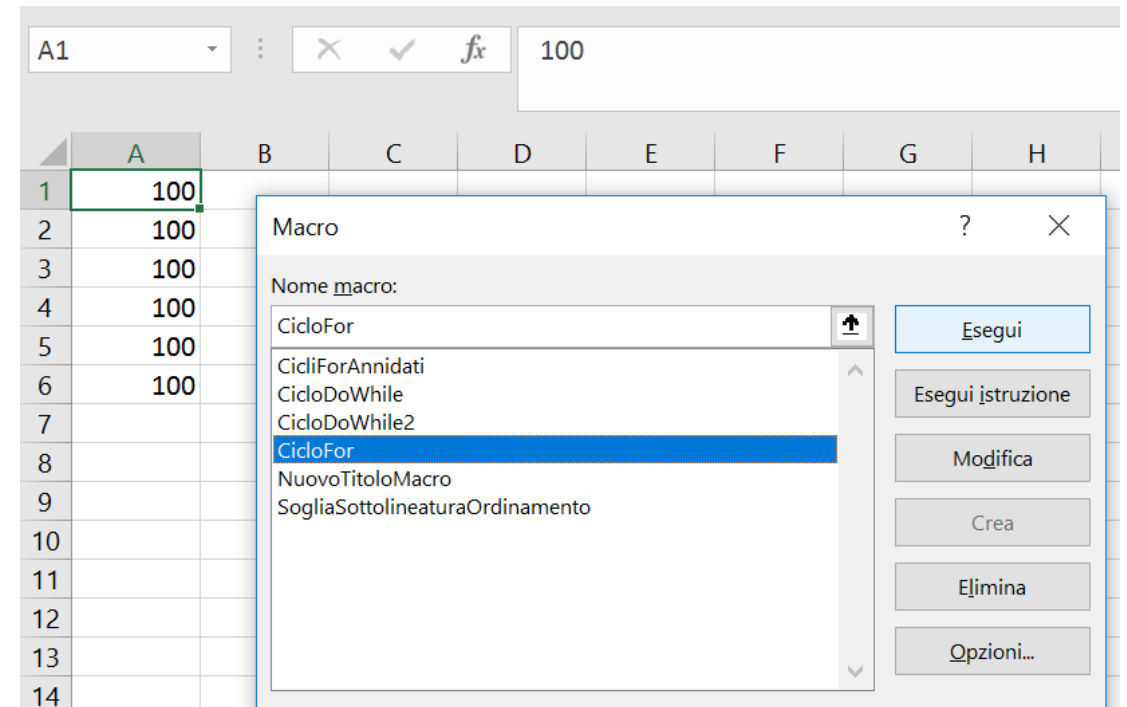 A1 fx 100
A B C D E F G H
1 100
2 100
3 100
4 100
5 100
6 100
7
8
9
10
11
12
13
14
Macro ?
Nome macro:
CicloFor
CicliForAnnidati
CicloDoWhile
CicloDoWhile2
CicloFor
NuovoTitoloMacro
SogliaSottolineaturaOrdinamento
Esegui
Esegui istruzione
Modifica
Crea
Elimina
Opzioni...